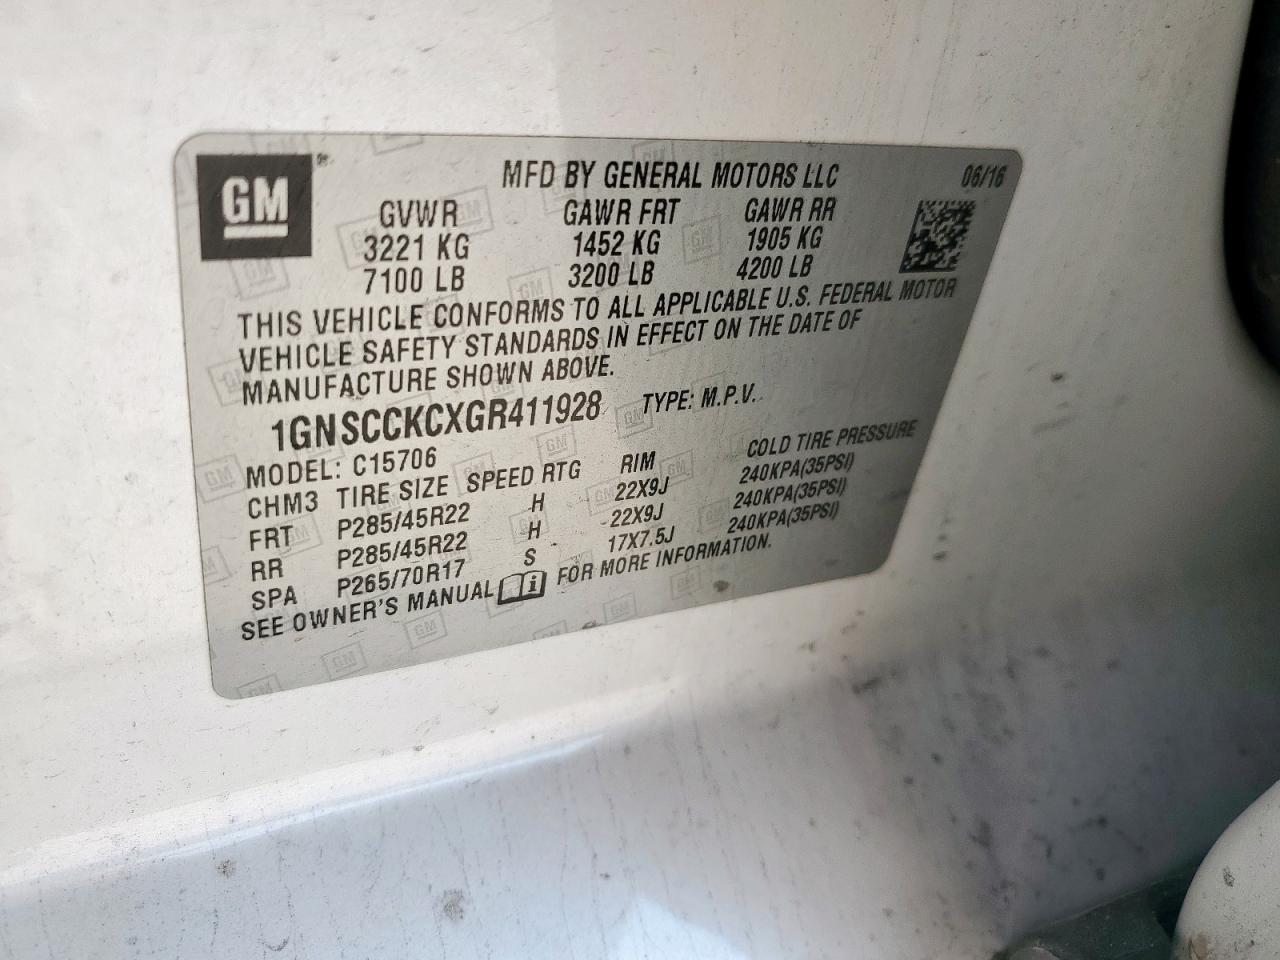 GM
MFD BY GENERAL MOTORS LLC 06/16
GVWR GAWR FRT GAWR RR
3221 KG 1452 KG 1905 KG
7100 LB 3200 LB 4200 LB
THIS VEHICLE CONFORMS TO ALL APPLICABLE U.S. FEDERAL MOTOR
VEHICLE SAFETY STANDARDS IN EFFECT ON THE DATE OF
MANUFACTURE SHOWN ABOVE.
1GNSCCKCXGR411928 TYPE: M.P.V.
MODEL: C15706
CHM3 TIRE SIZE SPEED RTG RIM COLD TIRE PRESSURE
FRT P285/45R22 H 22X9J 240KPA(35PSI)
RR P285/45R22 H 22X9J 240KPA(35PSI)
SPA P265/70R17 S 17X7.5J 240KPA(35PSI)
SEE OWNER'S MANUAL i FOR MORE INFORMATION.